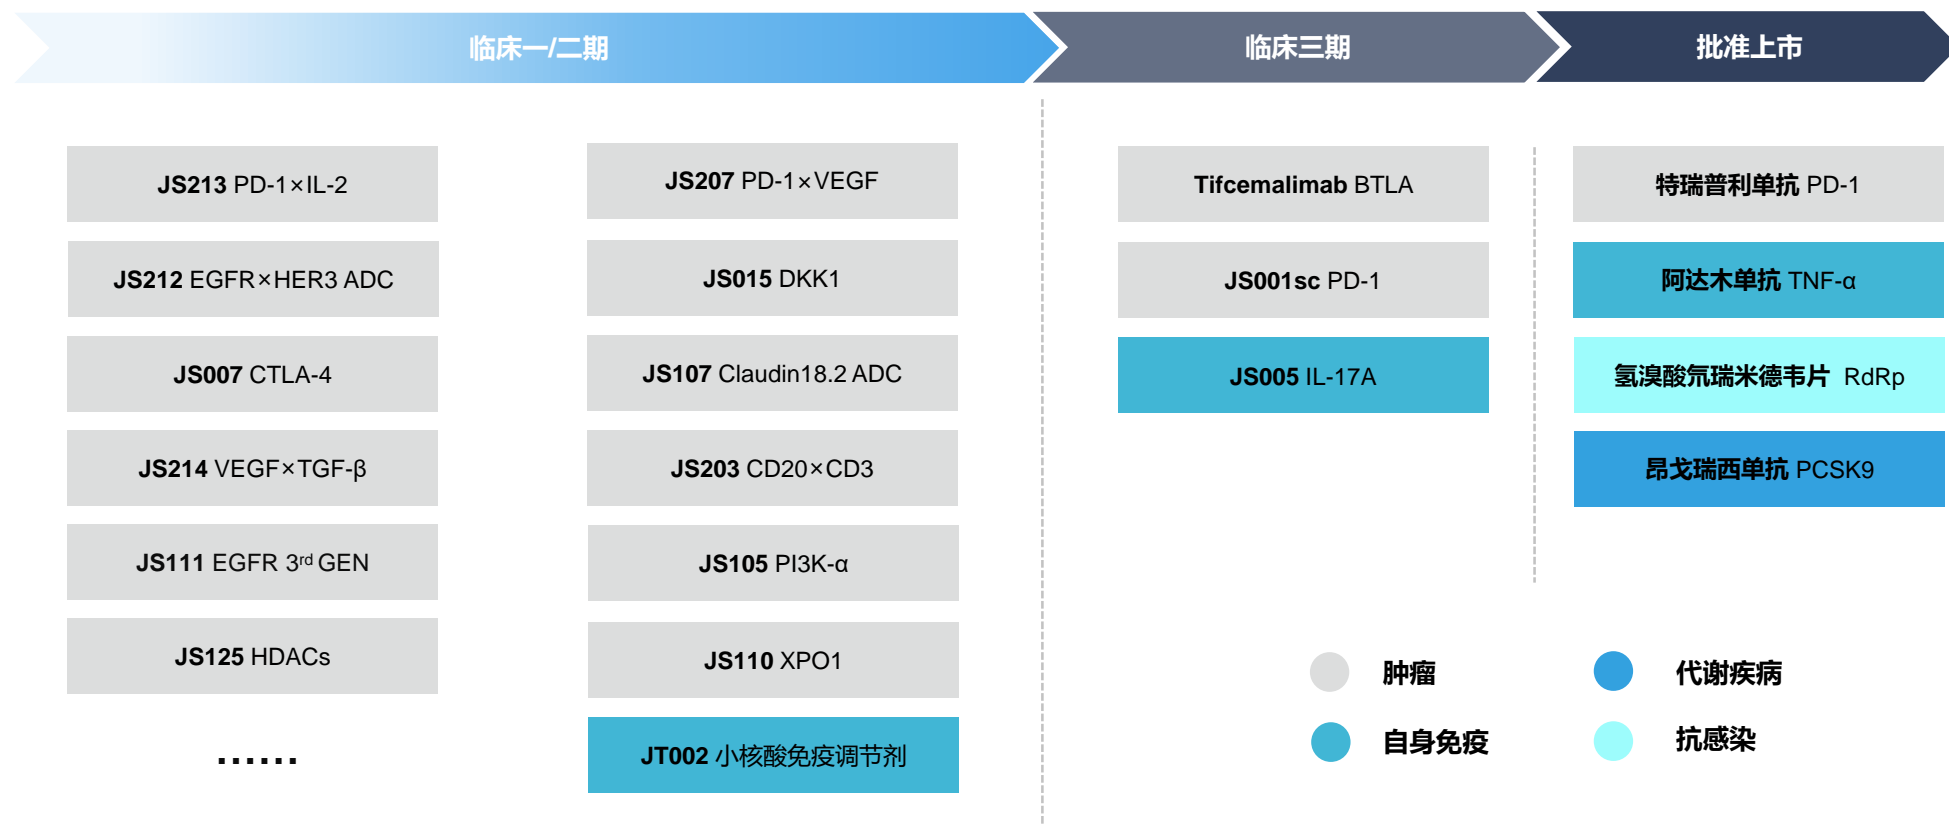 临床一/二期
临床三期
批准上市
JS213 PD-1×IL-2
JS212 EGFR×HER3 ADC
JS007 CTLA-4
JS214 VEGF×TGF-β
JS111 EGFR 3rd GEN
JS125 HDACs
......
JS207 PD-1×VEGF
JS015 DKK1
JS107 Claudin18.2 ADC
JS203 CD20×CD3
JS105 PI3K-α
JS110 XPO1
JT002 小核酸免疫调节剂
Tifcemalimab BTLA
JS001sc PD-1
JS005 IL-17A
特瑞普利单抗 PD-1
阿达木单抗 TNF-α
氢溴酸氘瑞米德韦片 RdRp
昂戈瑞西单抗 PCSK9
肿瘤
代谢疾病
自身免疫
抗感染